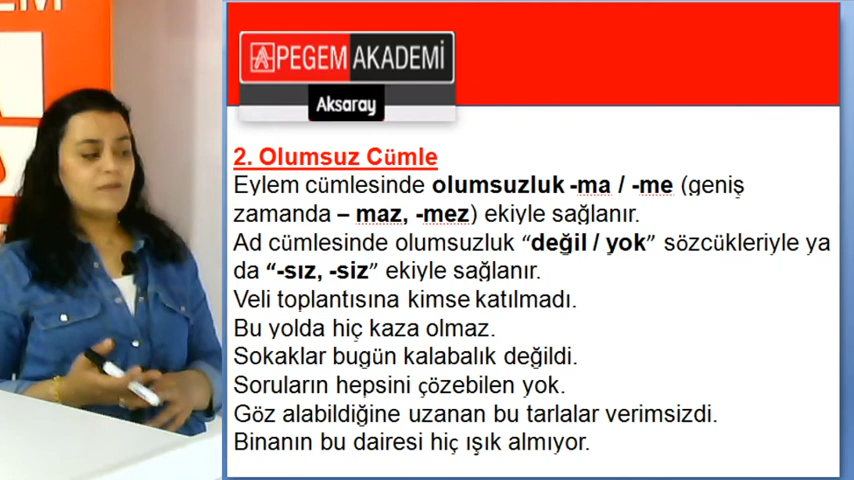 PEGEM AKADEMİ
Aksaray
2. Olumsuz Cümle
Eylem cümlesinde olumsuzluk -ma / -me (geniş
zamanda – maz, -mez) ekiyle sağlanır.
Ad cümlesinde olumsuzluk “değil / yok” sözcükleriyle ya
da “-sız, -siz” ekiyle sağlanır.
Veli toplantısına kimse katılmadı.
Bu yolda hiç kaza olmaz.
Sokaklar bugün kalabalık değildi.
Soruların hepsini çözebilen yok.
Göz alabildiğine uzanan bu tarlalar verimsizdi.
Binanın bu dairesi hiç ışık almıyor.